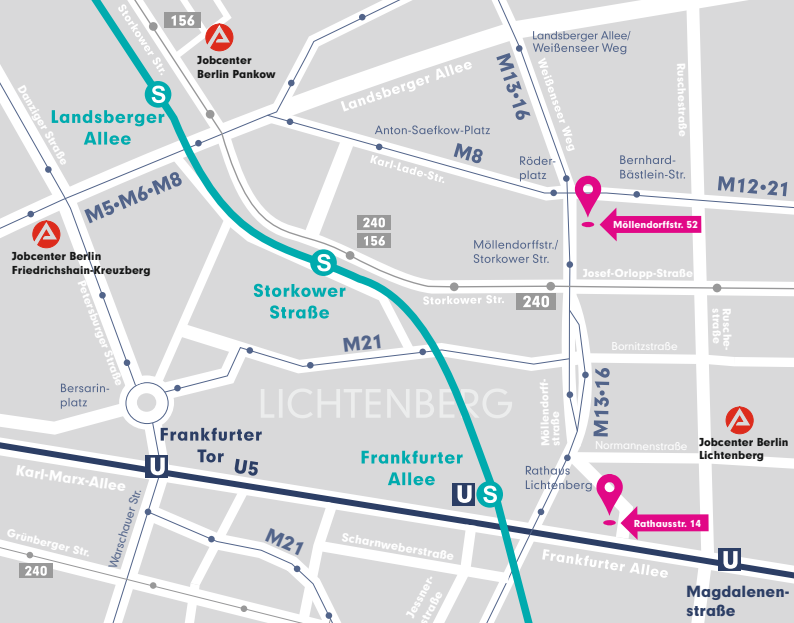 156
Storkower Str.
Jobcenter
Berlin Pankow
Landsberger Allee/
Weißenseer Weg
Landsberger Allee
M13•16
Weißenseer Weg
Ruschestraße
S
Landsberger
Allee
Danziger Straße
Anton-Saefkow-Platz
M8
Karl-Lade-Str.
Röder-
platz
Bernhard-
Bästlein-Str.
M12•21
M5•M6•M8
Möllendorffstr. 52
240
156
Jobcenter Berlin
Friedrichshain-Kreuzberg
Möllendorffstr./
Storkower Str.
S
Storkower
Straße
Josef-Orlopp-Straße
Storkower Str.
240
Petersburger Straße
Rusche-
straße
M21
Bornitzstraße
Bersarin-
platz
LICHTENBERG
M13•16
Möllendorff-
straße
Frankfurter
Tor
U5
U
Normannenstraße
Jobcenter Berlin
Lichtenberg
Frankfurter
Allee
U
S
Rathaus
Lichtenberg
Karl-Marx-Allee
Warschauer Str.
Rathausstr. 14
Grünberger Str.
240
M21
Scharnweberstraße
Frankfurter Allee
U
Magdalenen-
straße
Jessner-
straße